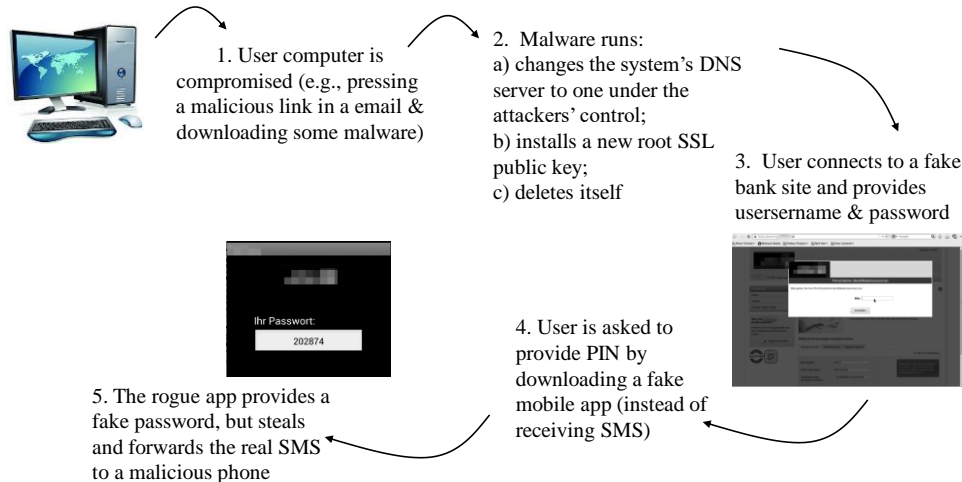 1. User computer is
compromised (e.g., pressing
a malicious link in a email &
downloading some malware)
2. Malware runs:
a) changes the system's DNS
server to one under the
attackers' control;
b) installs a new root SSL
public key;
c) deletes itself
3. User connects to a fake
bank site and provides
usersername & password
4. User is asked to
provide PIN by
downloading a fake
mobile app (instead of
receiving SMS)
Ihr Passwort:
202874
5. The rogue app provides a
fake password, but steals
and forwards the real SMS
to a malicious phone